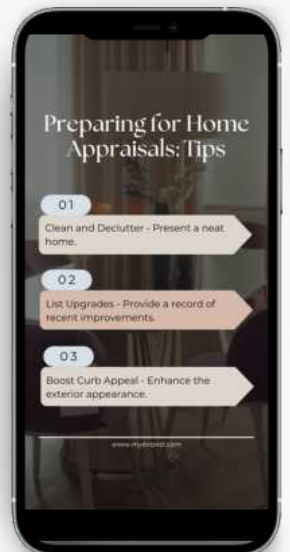 Preparing for Home
Appraisals: Tips
01
Clean and Declutter - Present a neat
home.
02
List Upgrades - Provide a record of
recent improvements.
03
Boost Curb Appeal - Enhance the
exterior appearance.
www.mybrand.com